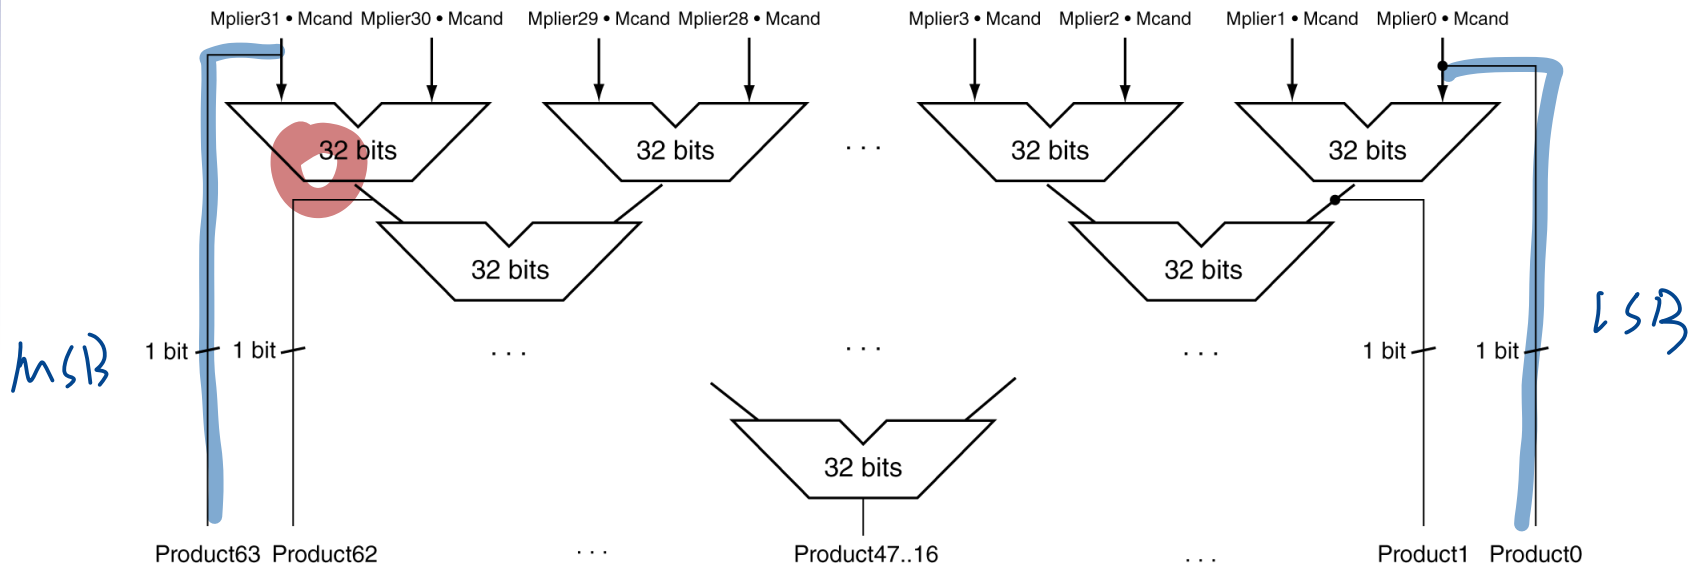 Mplier31 • Mcand Mplier30 • Mcand Mplier29 • Mcand Mplier28 • Mcand Mplier3 • Mcand Mplier2 • Mcand Mplier1 • Mcand Mplier0 • Mcand
32 bits 32 bits . . . 32 bits 32 bits
32 bits 32 bits
LSB
MSB 1 bit 1 bit . . . . . . . . . 1 bit 1 bit
32 bits
Product63 Product62 . . . Product47..16 . . . Product1 Product0